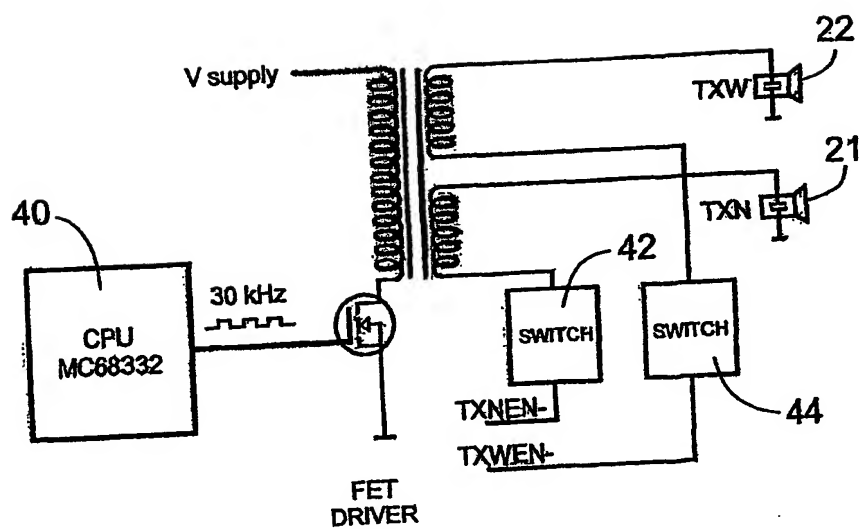 22
V supply
TXW
21
TXN
40
42
30 kHz
CPU
MC68332
SWITCH
SWITCH
TXNEN-
44
TXWEN-
FET
DRIVER